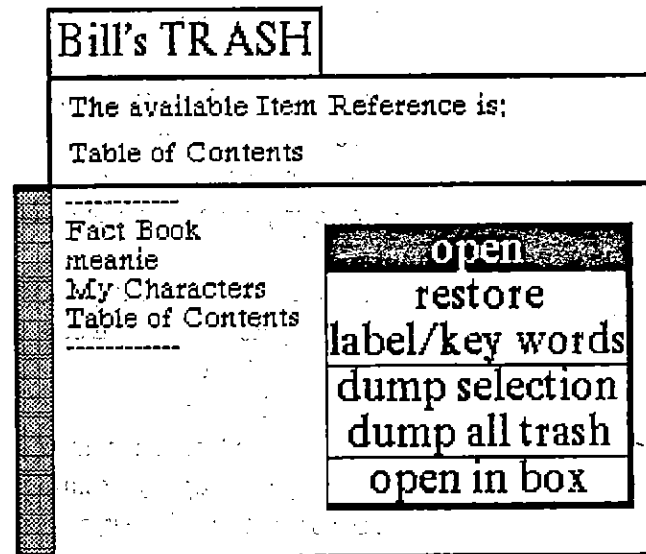 Bill's TRASH
The available Item Reference is:
Table of Contents
------------
Fact Book
meanie
My Characters
Table of Contents
------------
open
restore
label/key words
dump selection
dump all trash
open in box